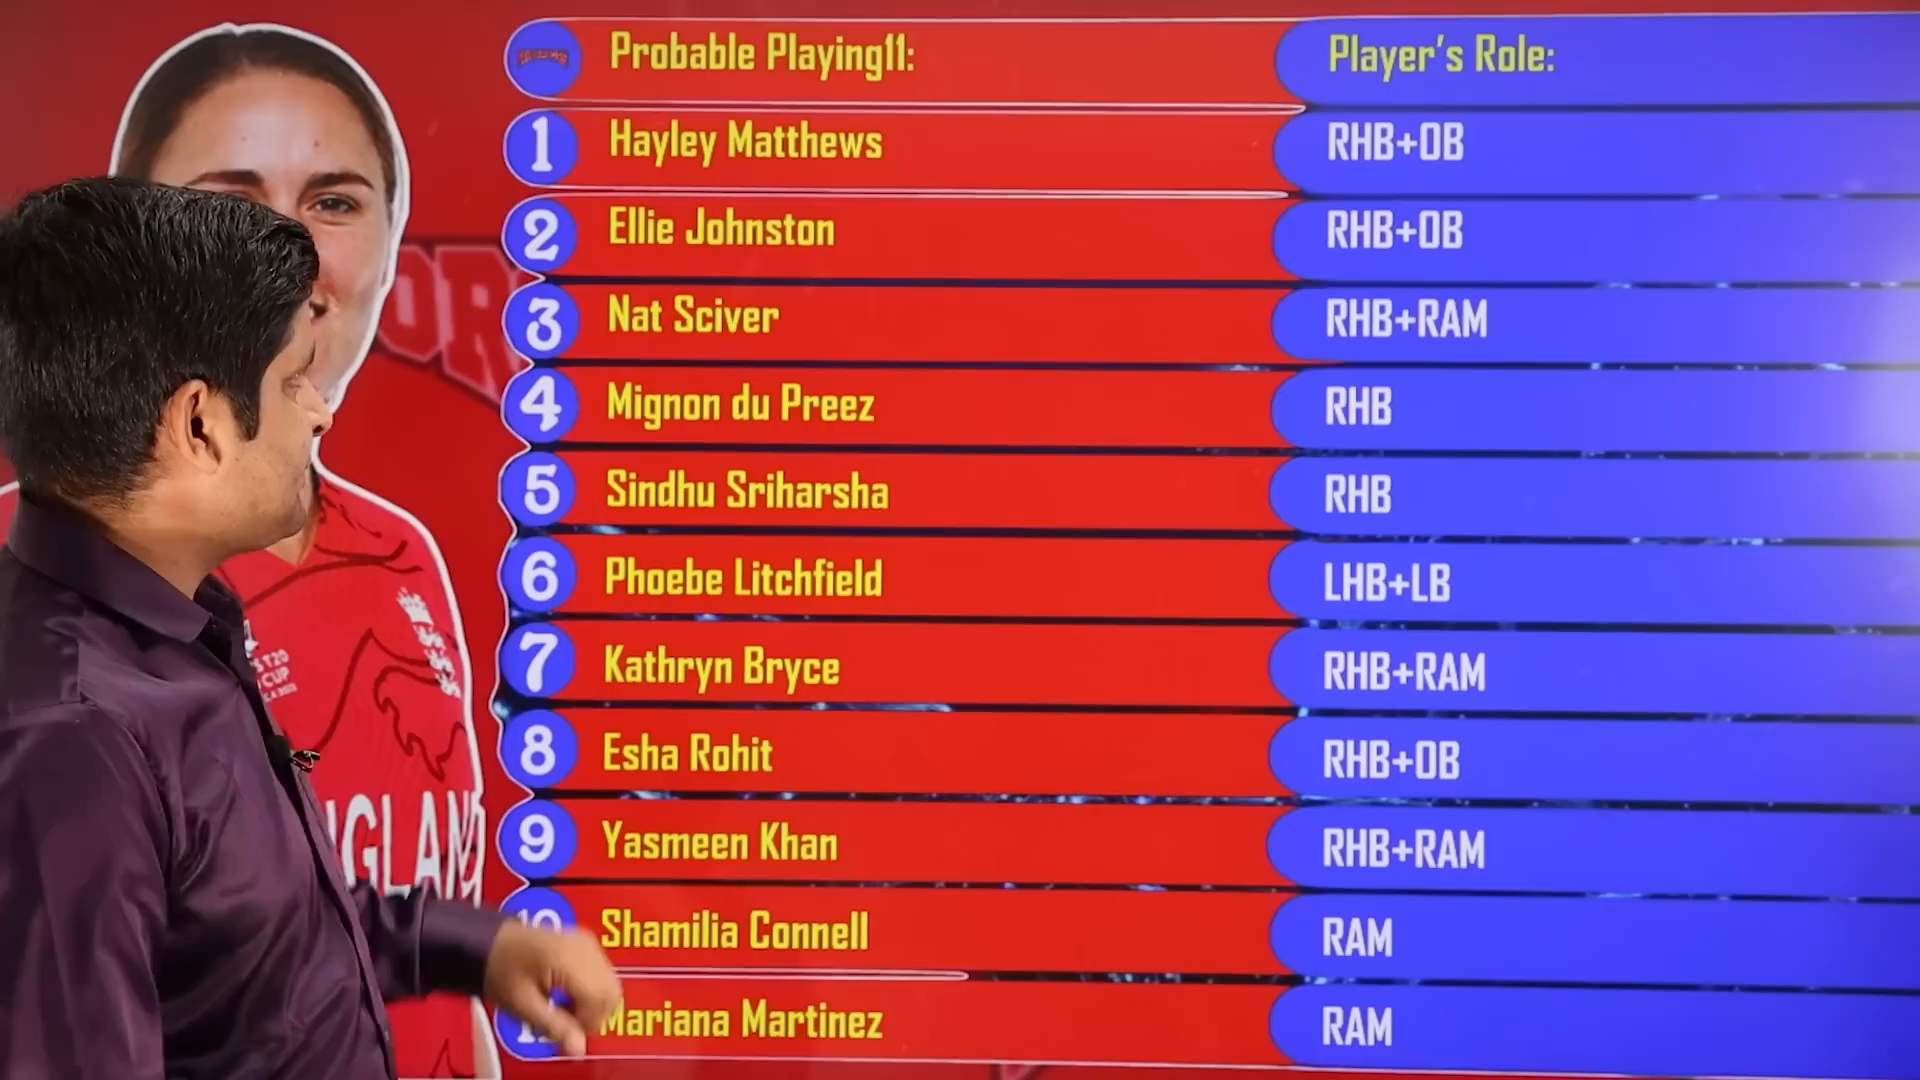 Probable Playing11: Player's Role:
1 Hayley Matthews RHB+OB
2 Ellie Johnston RHB+OB
3 Nat Sciver RHB+RAM
4 Mignon du Preez RHB
5 Sindhu Sriharsha RHB
6 Phoebe Litchfield LHB+LB
7 Kathryn Bryce RHB+RAM
8 Esha Rohit RHB+OB
9 Yasmeen Khan RHB+RAM
10 Shamilia Connell RAM
Mariana Martinez RAM